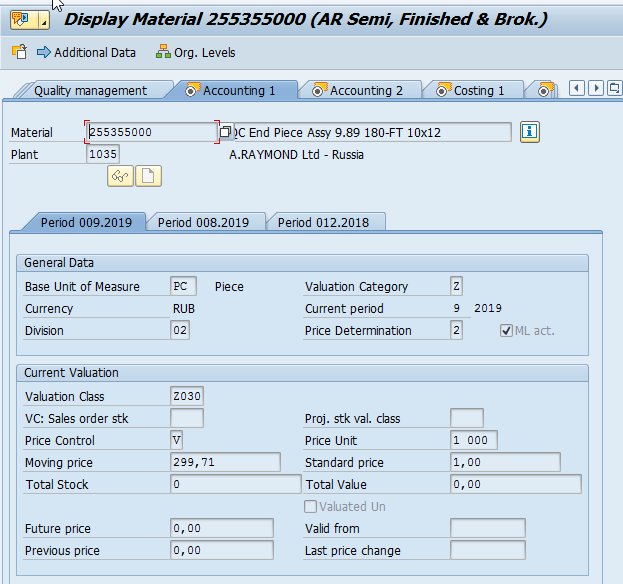 Display Material 255355000 (AR Semi, Finished & Brok.)
Additional Data Org. Levels
Quality management Accounting 1 Accounting 2 Costing 1
Material 255355000 QC End Piece Assy 9.89 180-FT 10x12
Plant 1035 A.RAYMOND Ltd - Russia
Period 009.2019 Period 008.2019 Period 012.2018
General Data
Base Unit of Measure PC Piece Valuation Category Z
Currency RUB Current period 9 2019
Division 02 Price Determination 2 ML act.
Current Valuation
Valuation Class Z030
VC: Sales order stk Proj. stk val. class
Price Control V Price Unit 1 000
Moving price 299,71 Standard price 1,00
Total Stock 0 Total Value 0,00
Valuated Un
Future price 0,00 Valid from
Previous price 0,00 Last price change